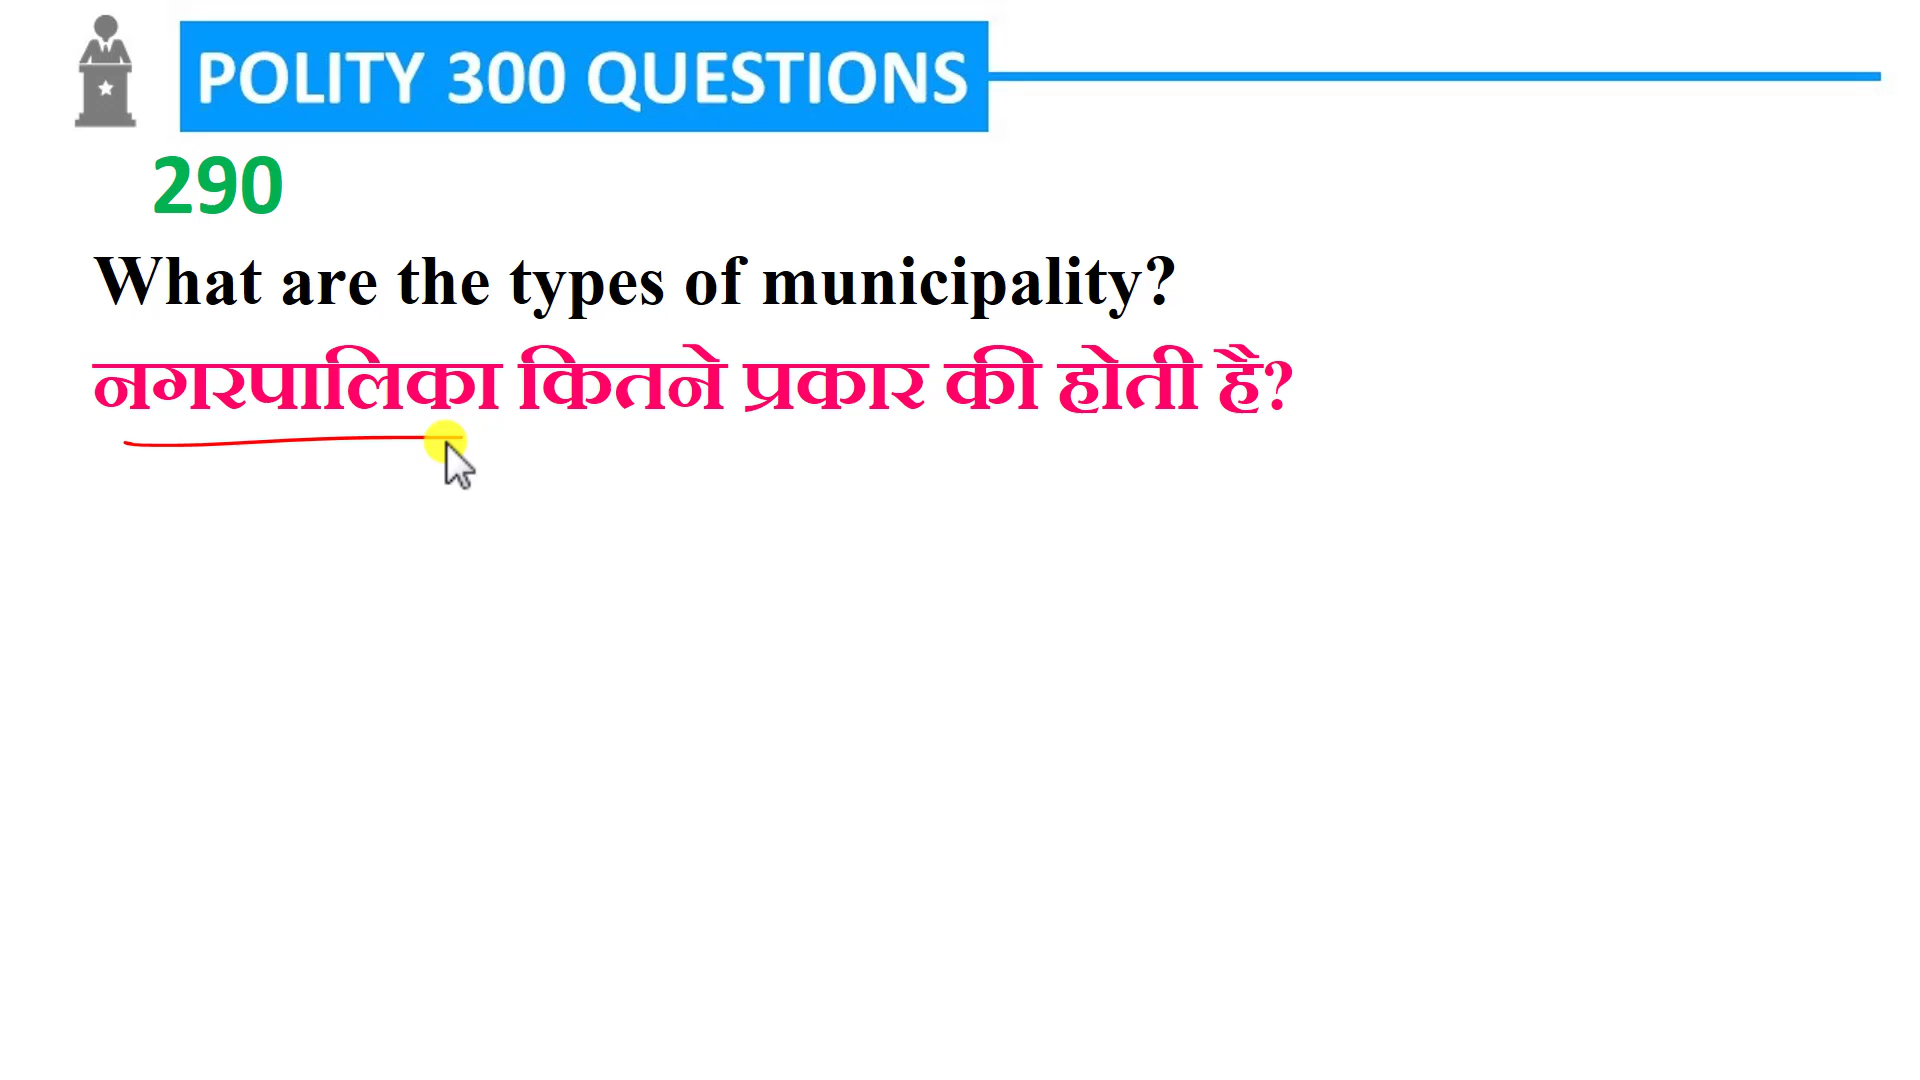 POLITY 300 QUESTIONS
290
What are the types of municipality?
नगरपालिका कितने प्रकार की होती है?